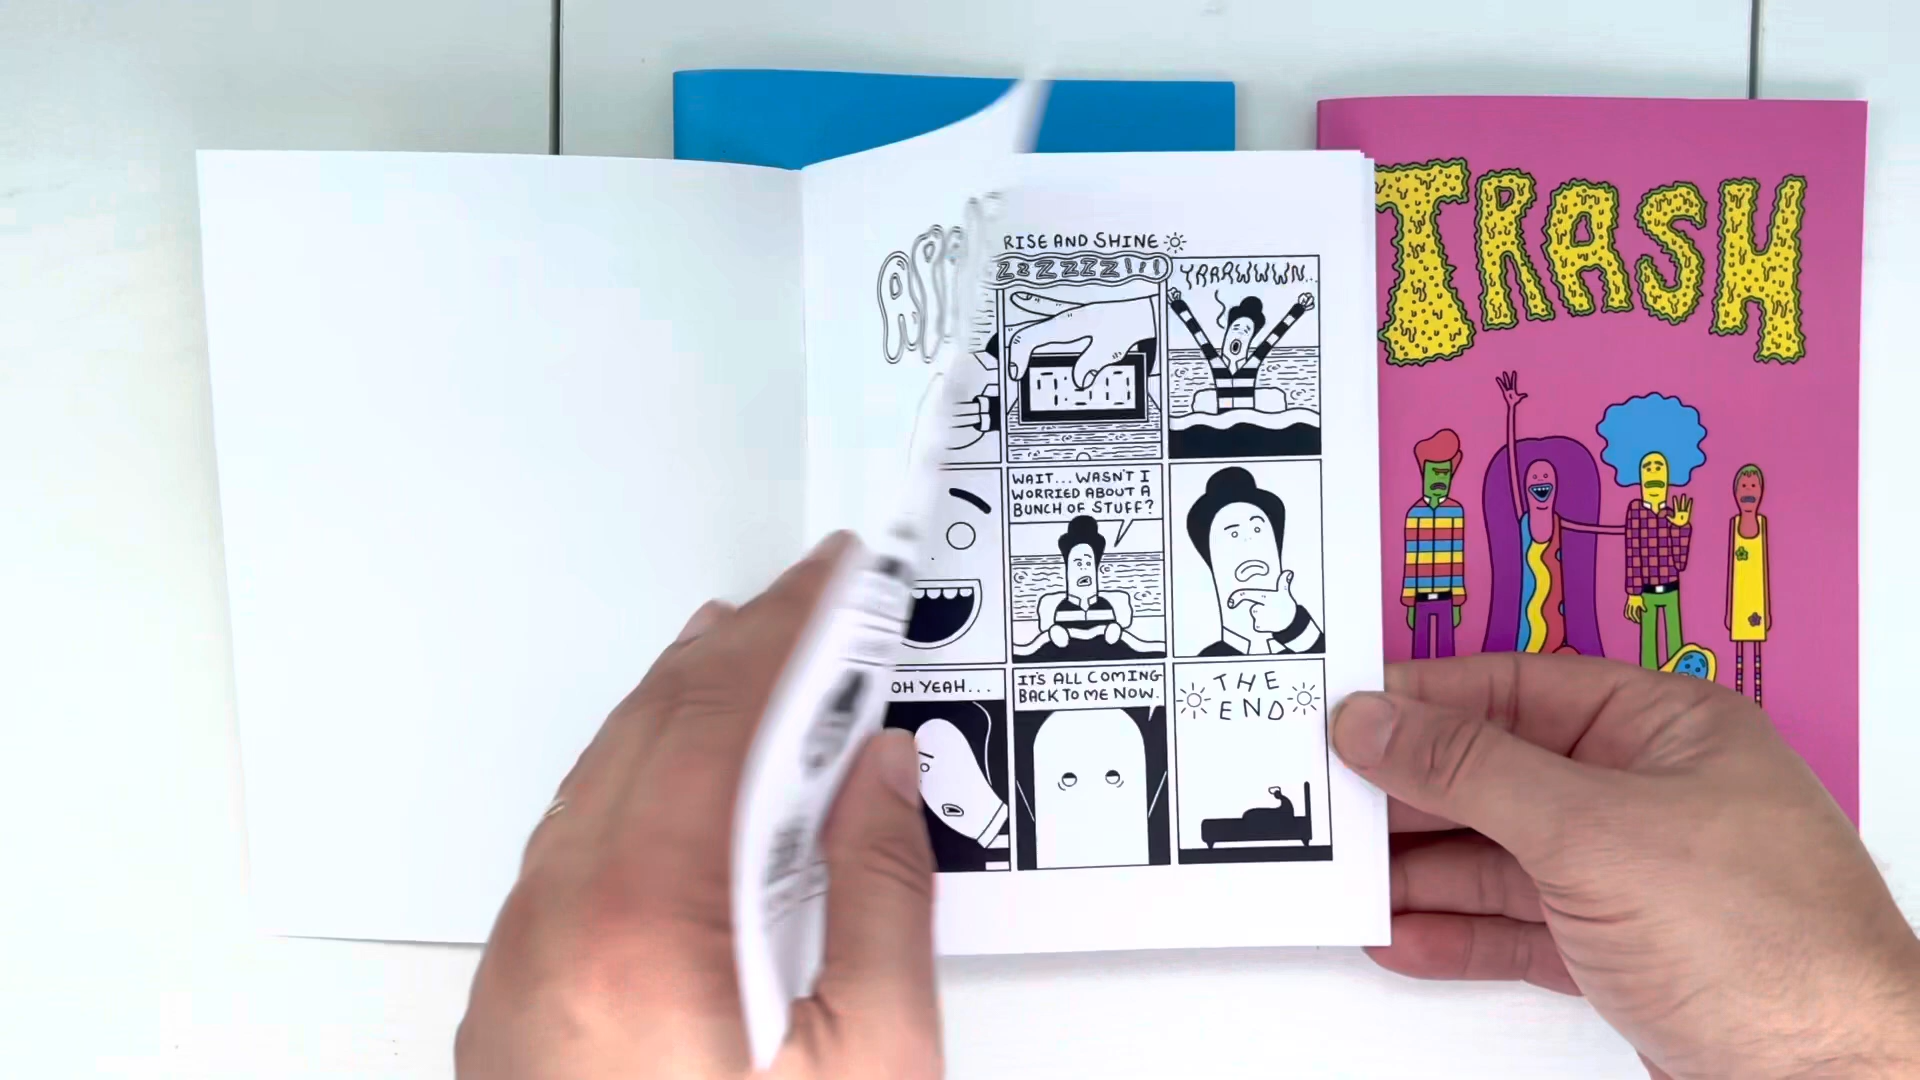 RISE AND SHINE
ZZZZZZ!!!
YAAAWWWN...
WAIT... WASN'T I
WORRIED ABOUT A
BUNCH OF STUFF?
OH YEAH...
IT'S ALL COMING
BACK TO ME NOW.
THE
END
TRASH